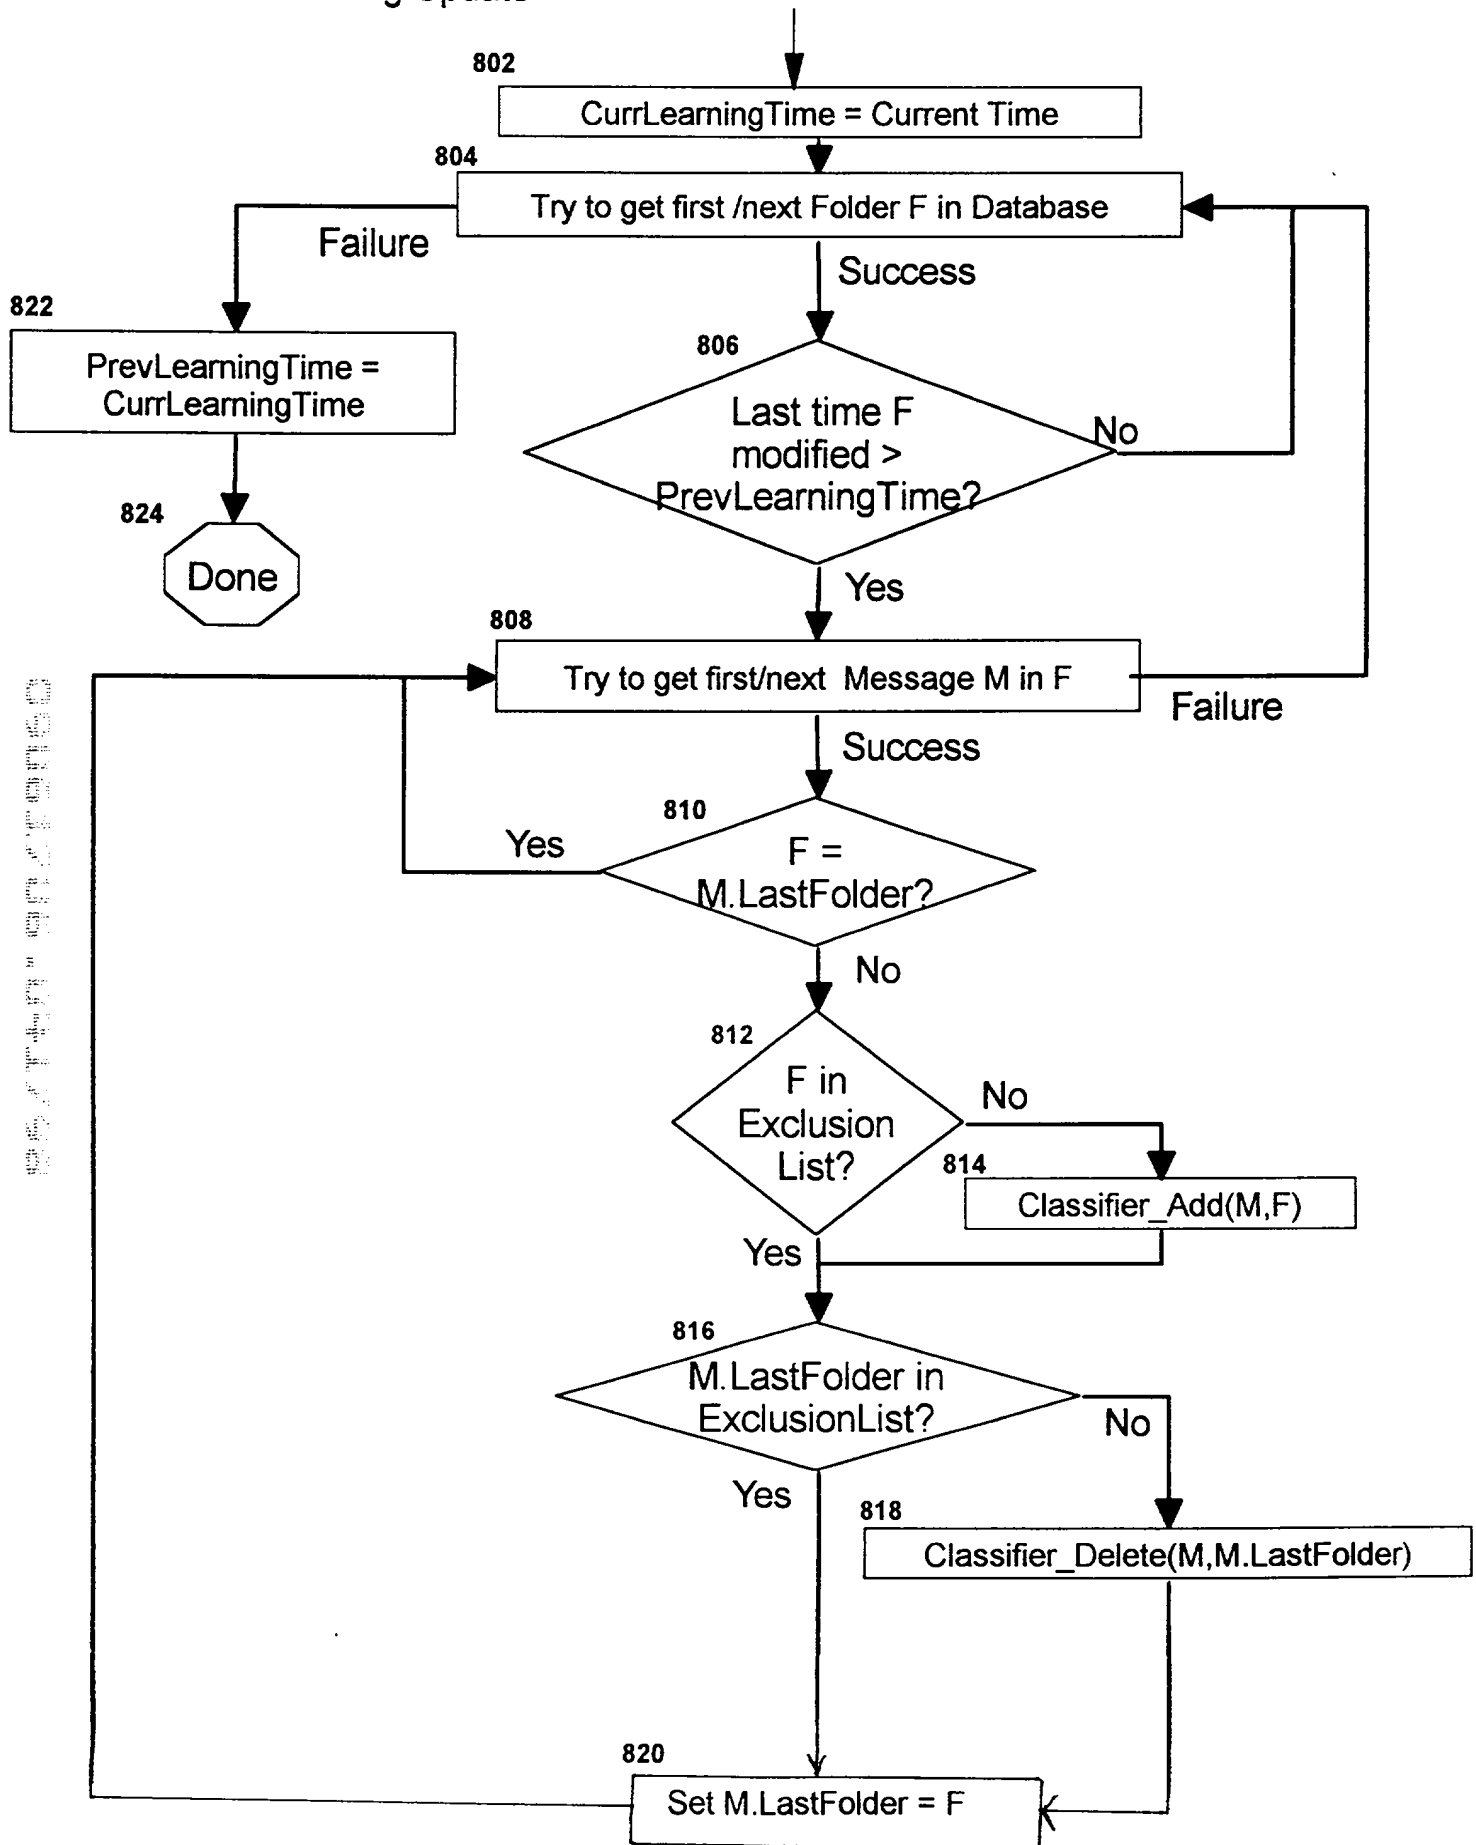 802
CurrLearningTime = Current Time
804
Try to get first /next Folder F in Database
Failure
Success
822
PrevLearningTime =
CurrLearningTime
806
Last time F
modified >
PrevLearningTime?
No
824
Done
Yes
808
Try to get first/next Message M in F
Failure
Success
810
Yes
F =
M.LastFolder?
No
812
F in
Exclusion
List?
No
814
Classifier_Add(M,F)
Yes
816
M.LastFolder in
ExclusionList?
No
Yes
818
Classifier_Delete(M,M.LastFolder)
820
Set M.LastFolder = F